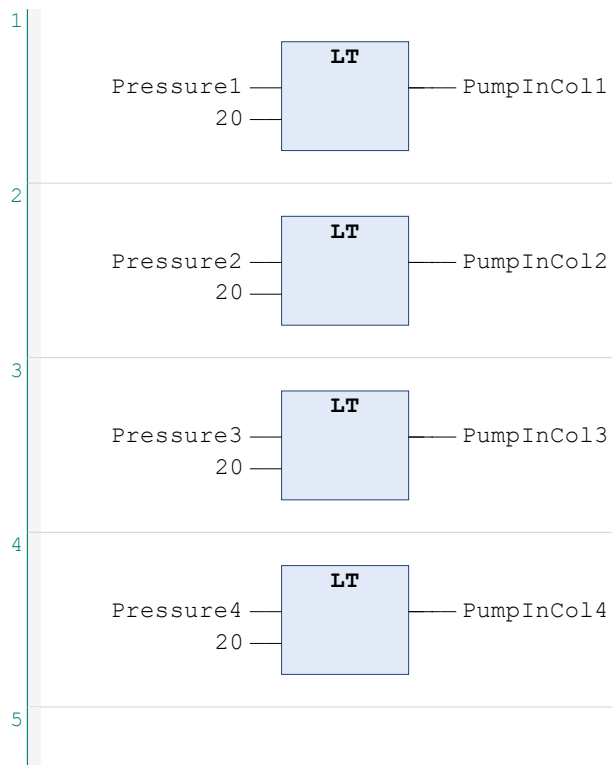 1
LT
Pressure1 PumpInCol1
20
2
LT
Pressure2 PumpInCol2
20
3
LT
Pressure3 PumpInCol3
20
4
LT
Pressure4 PumpInCol4
20
5